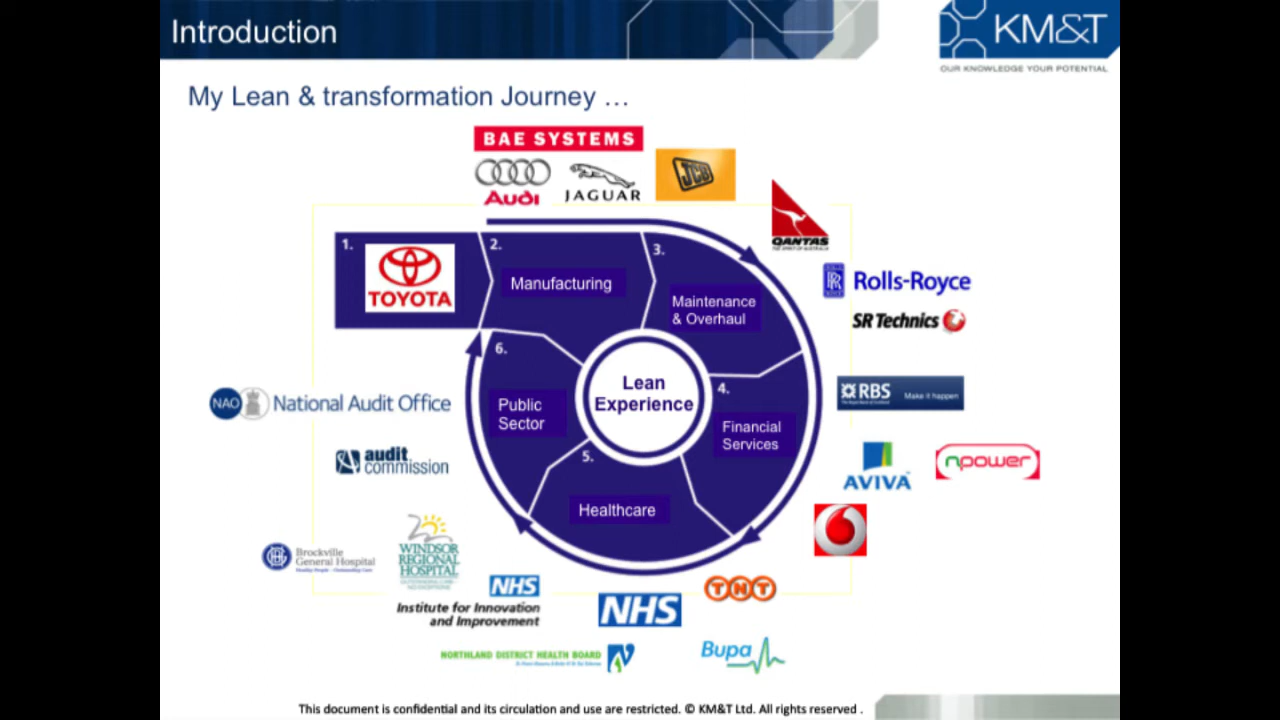 Introduction
KM&T
OUR KNOWLEDGE YOUR POTENTIAL
My Lean & transformation Journey …
BAE SYSTEMS
Audi
JAGUAR
JCB
QANTAS
1.
TOYOTA
2.
Manufacturing
3.
Maintenance
& Overhaul
Rolls-Royce
SR Technics
6.
Public
Sector
Lean
Experience
4.
Financial
Services
RBS
Make it happen
NAO
National Audit Office
audit
commission
5.
Healthcare
AVIVA
npower
Brockville
General Hospital
WINDSOR
REGIONAL
HOSPITAL
NHS
Institute for Innovation
and Improvement
NHS
TNT
NORTHLAND DISTRICT HEALTH BOARD
Bupa
This document is confidential and its circulation and use are restricted. © KM&T Ltd. All rights reserved .